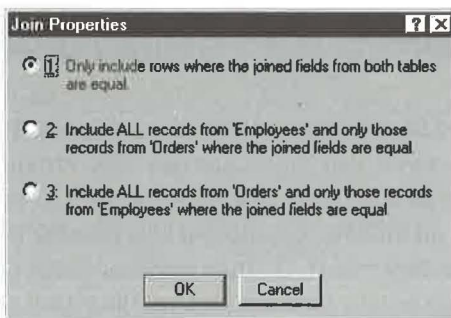 Join Properties
1: Only include rows where the joined fields from both tables
are equal.
2: Include ALL records from 'Employees' and only those
records from 'Orders' where the joined fields are equal.
3: Include ALL records from 'Orders' and only those records
from 'Employees' where the joined fields are equal.
OK Cancel